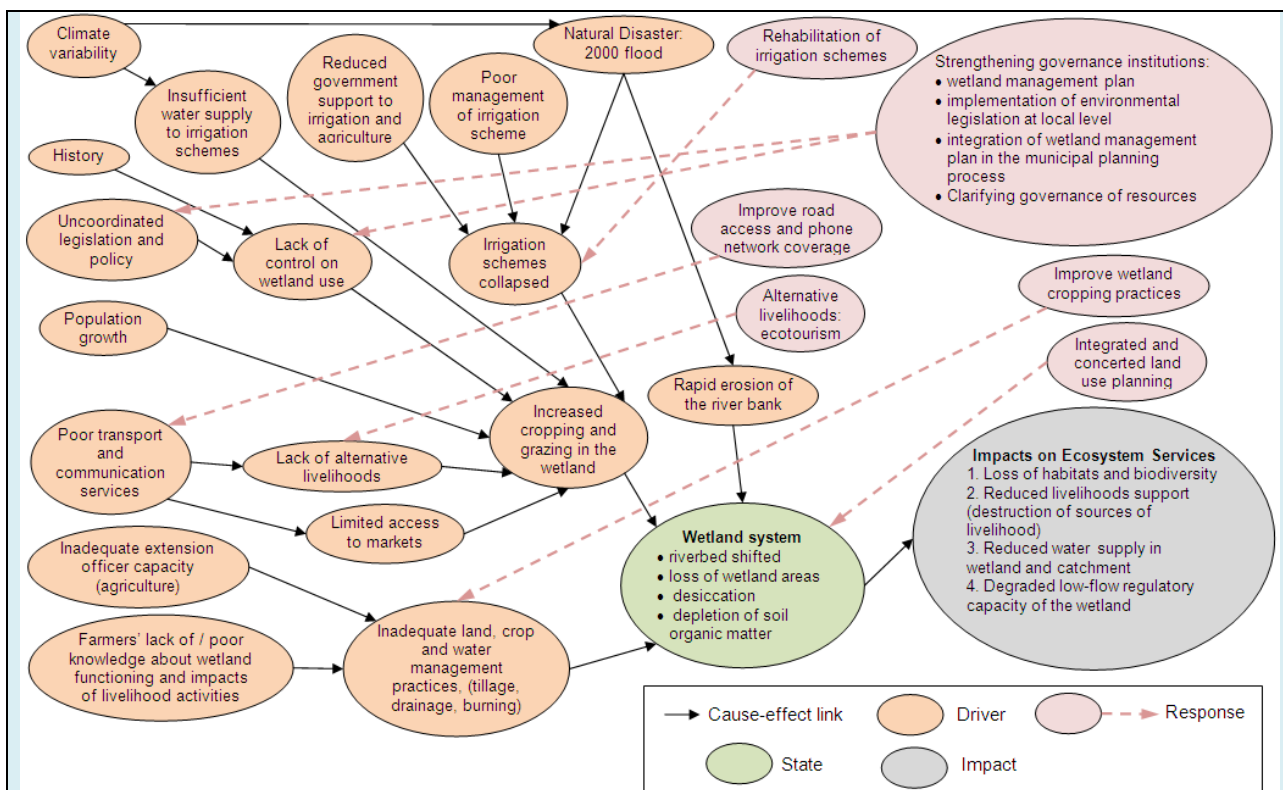 Climate
variability
Natural Disaster:
2000 flood
Rehabilitation of
irrigation schemes
Strengthening governance institutions:
• wetland management plan
• implementation of environmental
legislation at local level
• integration of wetland management
plan in the municipal planning
process
• Clarifying governance of resources
Reduced
government
support to
irrigation and
agriculture
Poor
management
of irrigation
scheme
Insufficient
water supply
to irrigation
schemes
History
Uncoordinated
legislation and
policy
Lack of
control on
wetland use
Irrigation
schemes
collapsed
Improve road
access and phone
network coverage
Improve wetland
cropping practices
Alternative
livelihoods:
ecotourism
Population
growth
Integrated and
concerted land
use planning
Rapid erosion of
the river bank
Increased
cropping and
grazing in the
wetland
Poor transport
and
communication
services
Lack of alternative
livelihoods
Limited access
to markets
Impacts on Ecosystem Services
1. Loss of habitats and biodiversity
2. Reduced livelihoods support
(destruction of sources of
livelihood)
3. Reduced water supply in
wetland and catchment
4. Degraded low-flow regulatory
capacity of the wetland
Wetland system
• riverbed shifted
• loss of wetland areas
• desiccation
• depletion of soil
organic matter
Inadequate extension
officer capacity
(agriculture)
Farmers' lack of / poor
knowledge about wetland
functioning and impacts
of livelihood activities
Inadequate land, crop
and water
management
practices, (tillage,
drainage, burning)
Cause-effect link
Driver
Response
State
Impact